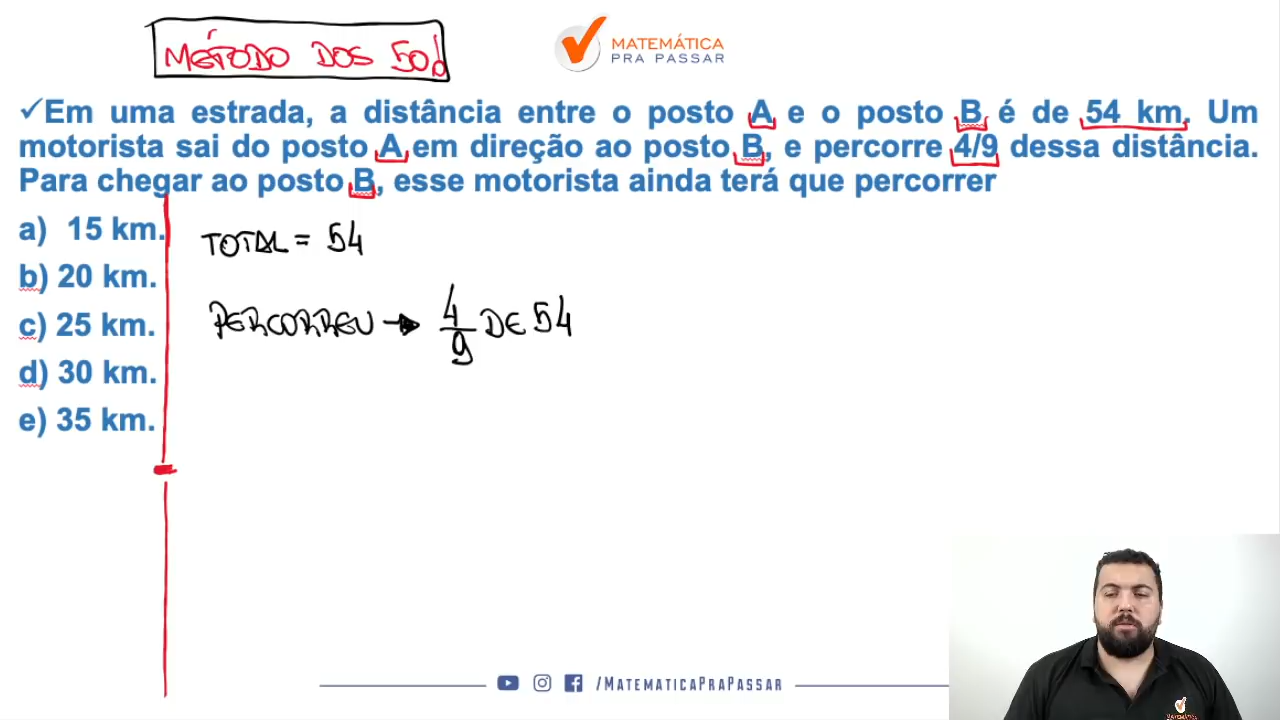 MÉTODO DOS 50!
MATEMÁTICA
PRA PASSAR
✓Em uma estrada, a distância entre o posto A e o posto B é de 54 km. Um
motorista sai do posto A em direção ao posto B, e percorre 4/9 dessa distância.
Para chegar ao posto B, esse motorista ainda terá que percorrer
a) 15 km.
b) 20 km.
c) 25 km.
d) 30 km.
e) 35 km.
TOTAL = 54
PERCORREU → 4/9 DE 54
/MATEMATICAPRAPASSAR